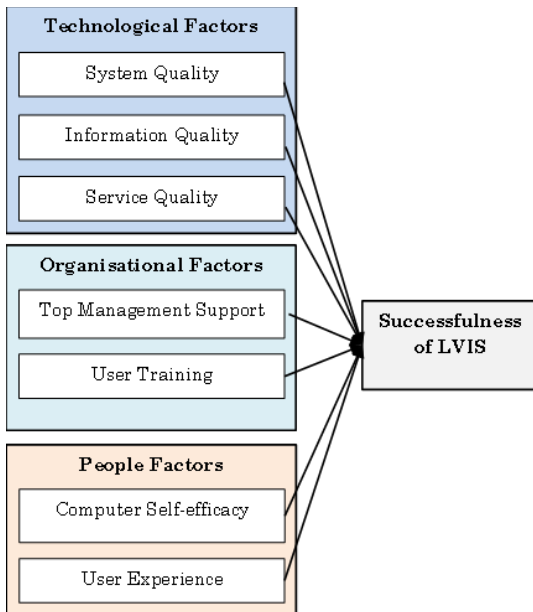 Technological Factors
System Quality
Information Quality
Service Quality
Organisational Factors
Top Management Support
User Training
People Factors
Computer Self-efficacy
User Experience
Successfulness
of LVIS